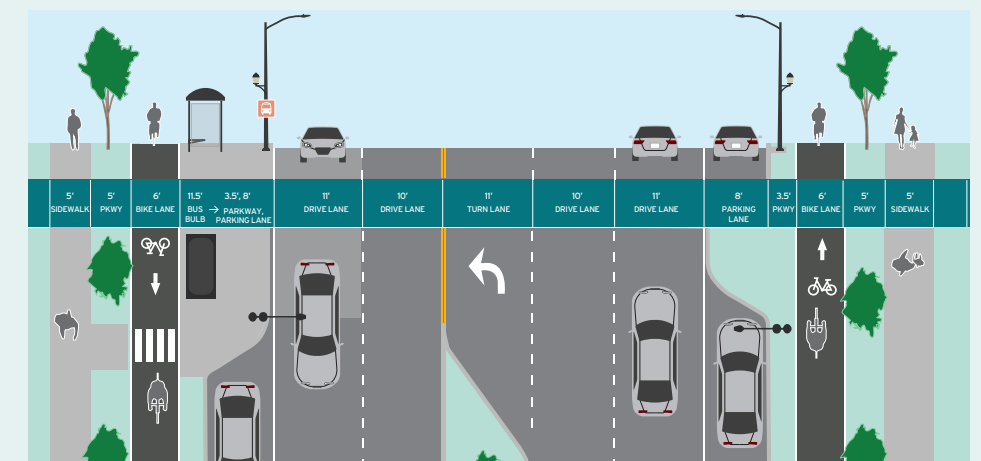 5' 5' 6' 11.5' 3.5', 8' 11' 10' 11' 10' 11' 8' 3.5' 6' 5' 5'
SIDEWALK PKWY BIKE LANE BUS → PARKWAY, DRIVE LANE DRIVE LANE TURN LANE DRIVE LANE DRIVE LANE PARKING PKWY BIKE LANE PKWY SIDEWALK
BULB PARKING LANE LANE